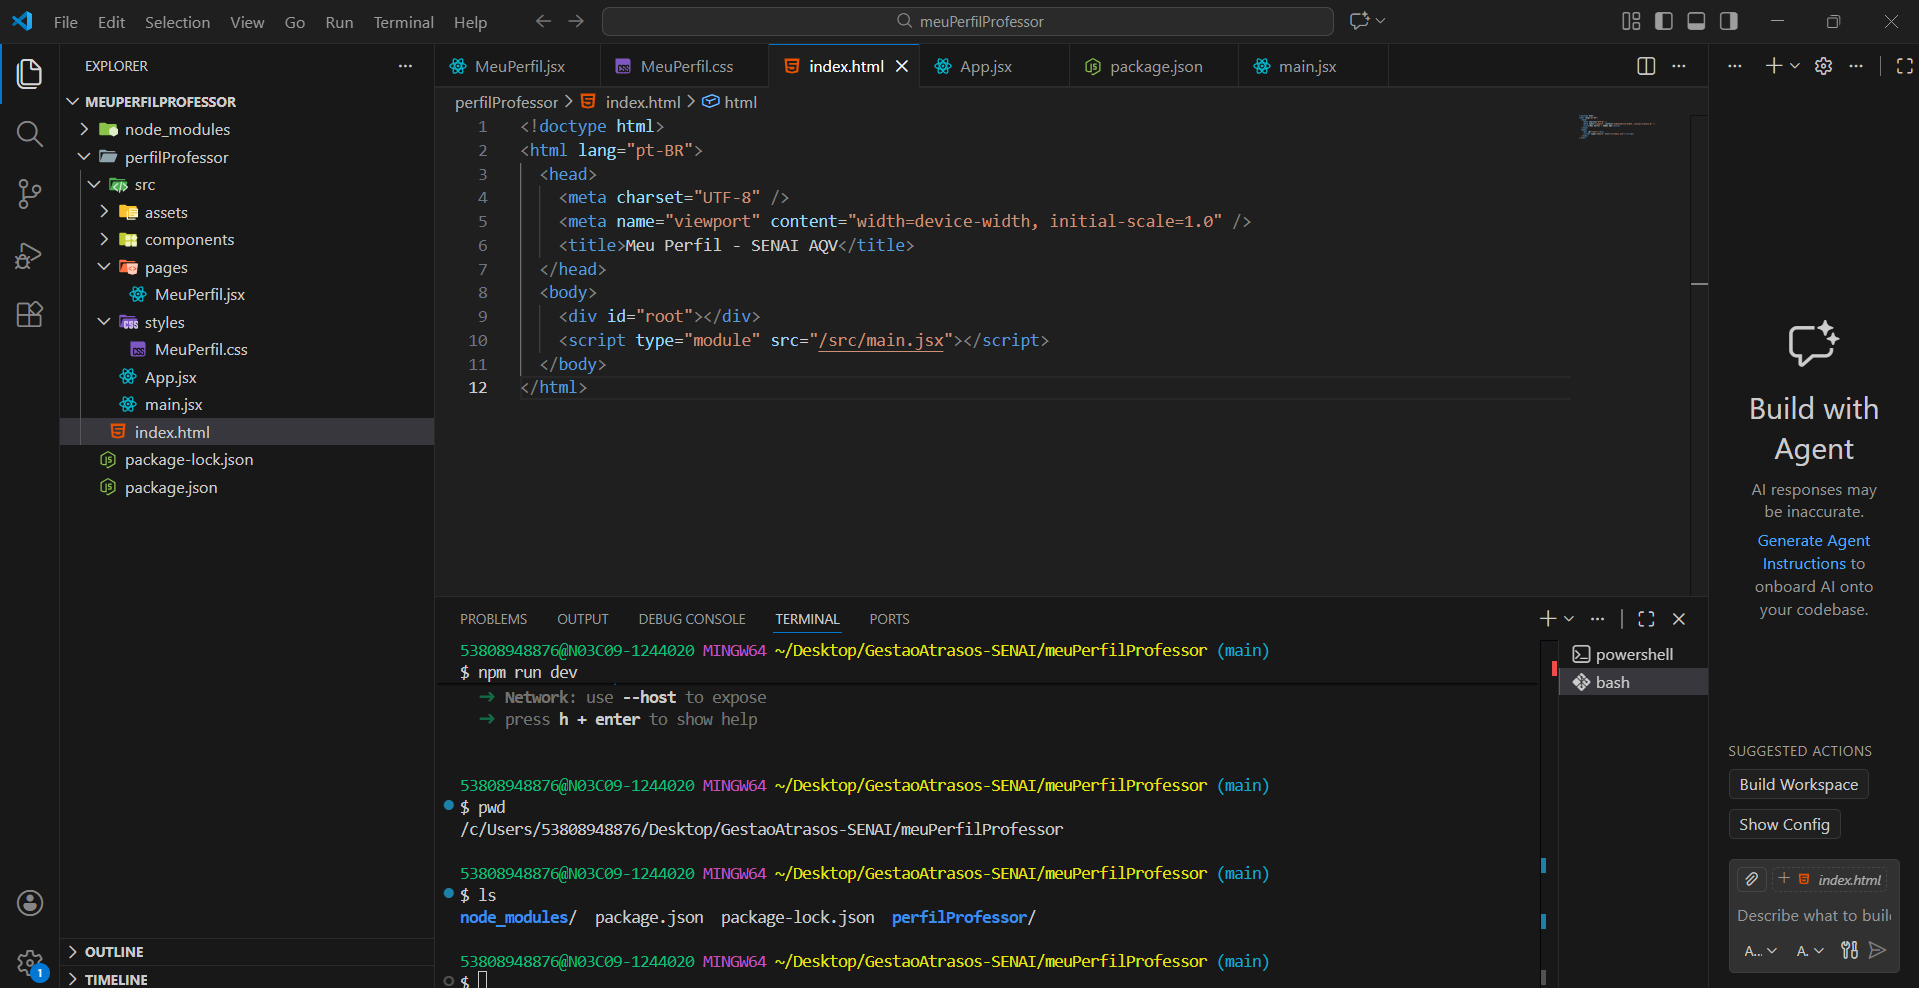 File Edit Selection View Go Run Terminal Help
meuPerfilProfessor
EXPLORER
MEUPERFILPROFESSOR
node_modules
perfilProfessor
src
assets
components
pages
MeuPerfil.jsx
styles
MeuPerfil.css
App.jsx
main.jsx
index.html
package-lock.json
package.json
OUTLINE
TIMELINE
1
MeuPerfil.jsx MeuPerfil.css index.html App.jsx package.json main.jsx
perfilProfessor > index.html > html
1 <!doctype html>
2 <html lang="pt-BR">
3 <head>
4 <meta charset="UTF-8" />
5 <meta name="viewport" content="width=device-width, initial-scale=1.0" />
6 <title>Meu Perfil - SENAI AQV</title>
7 </head>
8 <body>
9 <div id="root"></div>
10 <script type="module" src="/src/main.jsx"></script>
11 </body>
12 </html>
PROBLEMS OUTPUT DEBUG CONSOLE TERMINAL PORTS
53808948876@N03C09-1244020 MINGW64 ~/Desktop/GestaoAtrasos-SENAI/meuPerfilProfessor (main)
$ npm run dev
➜ Network: use --host to expose
➜ press h + enter to show help
53808948876@N03C09-1244020 MINGW64 ~/Desktop/GestaoAtrasos-SENAI/meuPerfilProfessor (main)
$ pwd
/c/Users/53808948876/Desktop/GestaoAtrasos-SENAI/meuPerfilProfessor
53808948876@N03C09-1244020 MINGW64 ~/Desktop/GestaoAtrasos-SENAI/meuPerfilProfessor (main)
$ ls
node_modules/ package.json package-lock.json perfilProfessor/
53808948876@N03C09-1244020 MINGW64 ~/Desktop/GestaoAtrasos-SENAI/meuPerfilProfessor (main)
$
powershell
bash
Build with
Agent
AI responses may
be inaccurate.
Generate Agent
Instructions to
onboard AI onto
your codebase.
SUGGESTED ACTIONS
Build Workspace
Show Config
index.html
Describe what to buil
A... A.